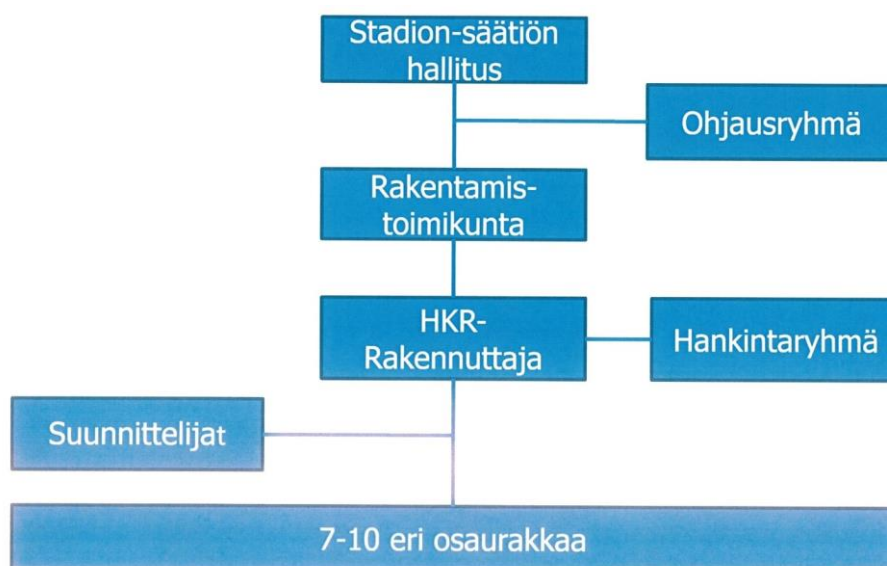 Stadion-säätiön
hallitus
Ohjausryhmä
Rakentamis-
toimikunta
HKR-
Rakennuttaja
Hankintaryhmä
Suunnittelijat
7-10 eri osaurakkaa